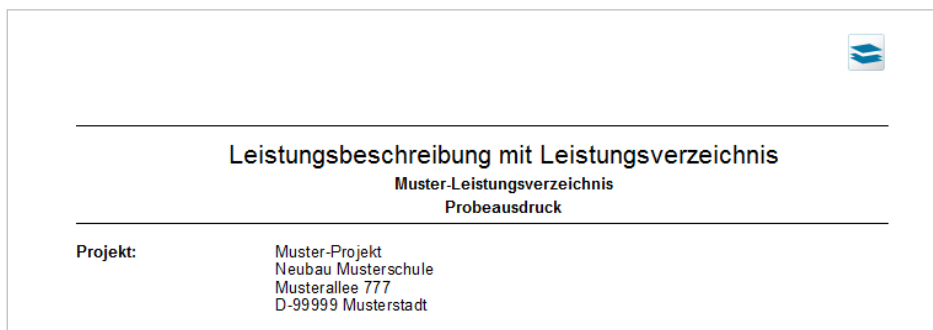 Leistungsbeschreibung mit Leistungsverzeichnis
Muster-Leistungsverzeichnis
Probeausdruck
Projekt: Muster-Projekt
Neubau Musterschule
Musterallee 777
D-99999 Musterstadt